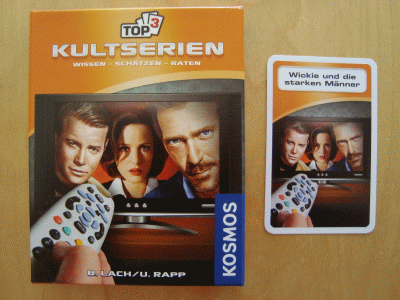 TOP 3
KULTSERIEN
WISSEN - SCHÄTZEN - RATEN
B. LACH/U. RAPP
KOSMOS
Wickie und die
starken Männer